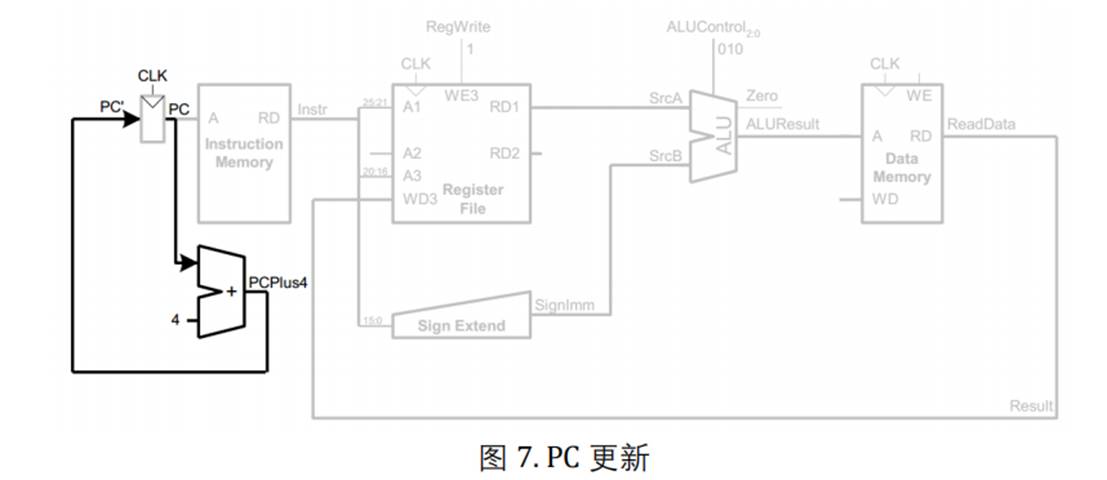 RegWrite
ALUControl2:0
1
010
CLK
CLK
CLK
PC'
PC
A
RD
Instr
25:21
A1
WE3
RD1
SrcA
Zero
WE
Instruction
Memory
ALU
ALUResult
A
RD
ReadData
A2
RD2
SrcB
Data
Memory
20:16
A3
WD3
Register
File
WD
+
PCPlus4
4
SignImm
15:0
Sign Extend
Result
图 7. PC 更新